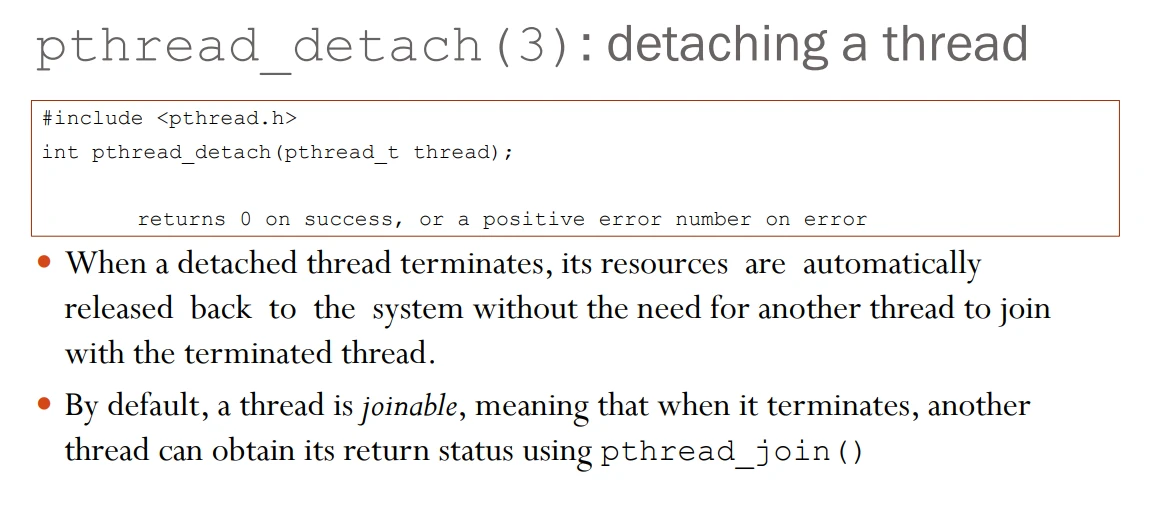 pthread_detach(3): detaching a thread
#include <pthread.h>
int pthread_detach(pthread_t thread);
returns 0 on success, or a positive error number on error
• When a detached thread terminates, its resources are automatically
released back to the system without the need for another thread to join
with the terminated thread.
• By default, a thread is joinable, meaning that when it terminates, another
thread can obtain its return status using pthread_join()